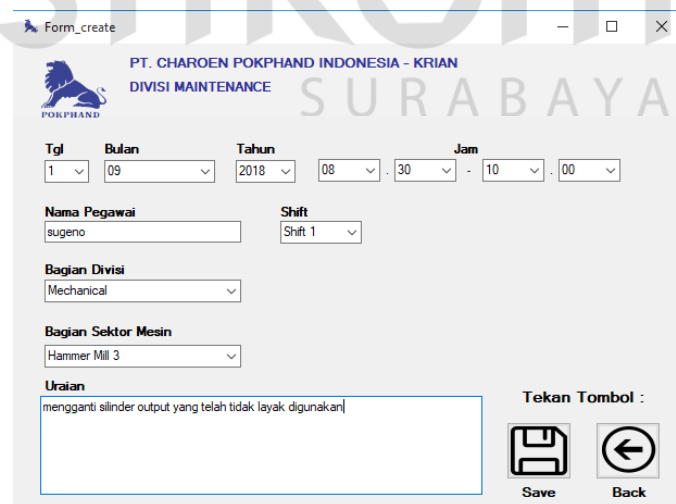 Form_create
PT. CHAROEN POKPHAND INDONESIA - KRIAN
DIVISI MAINTENANCE
POKPHAND
SURABAYA
Tgl Bulan Tahun Jam
1 09 2018 08 . 30 - 10 . 00
Nama Pegawai Shift
sugeno Shift 1
Bagian Divisi
Mechanical
Bagian Sektor Mesin
Hammer Mill 3
Uraian
mengganti silinder output yang telah tidak layak digunakan
Tekan Tombol :
Save Back